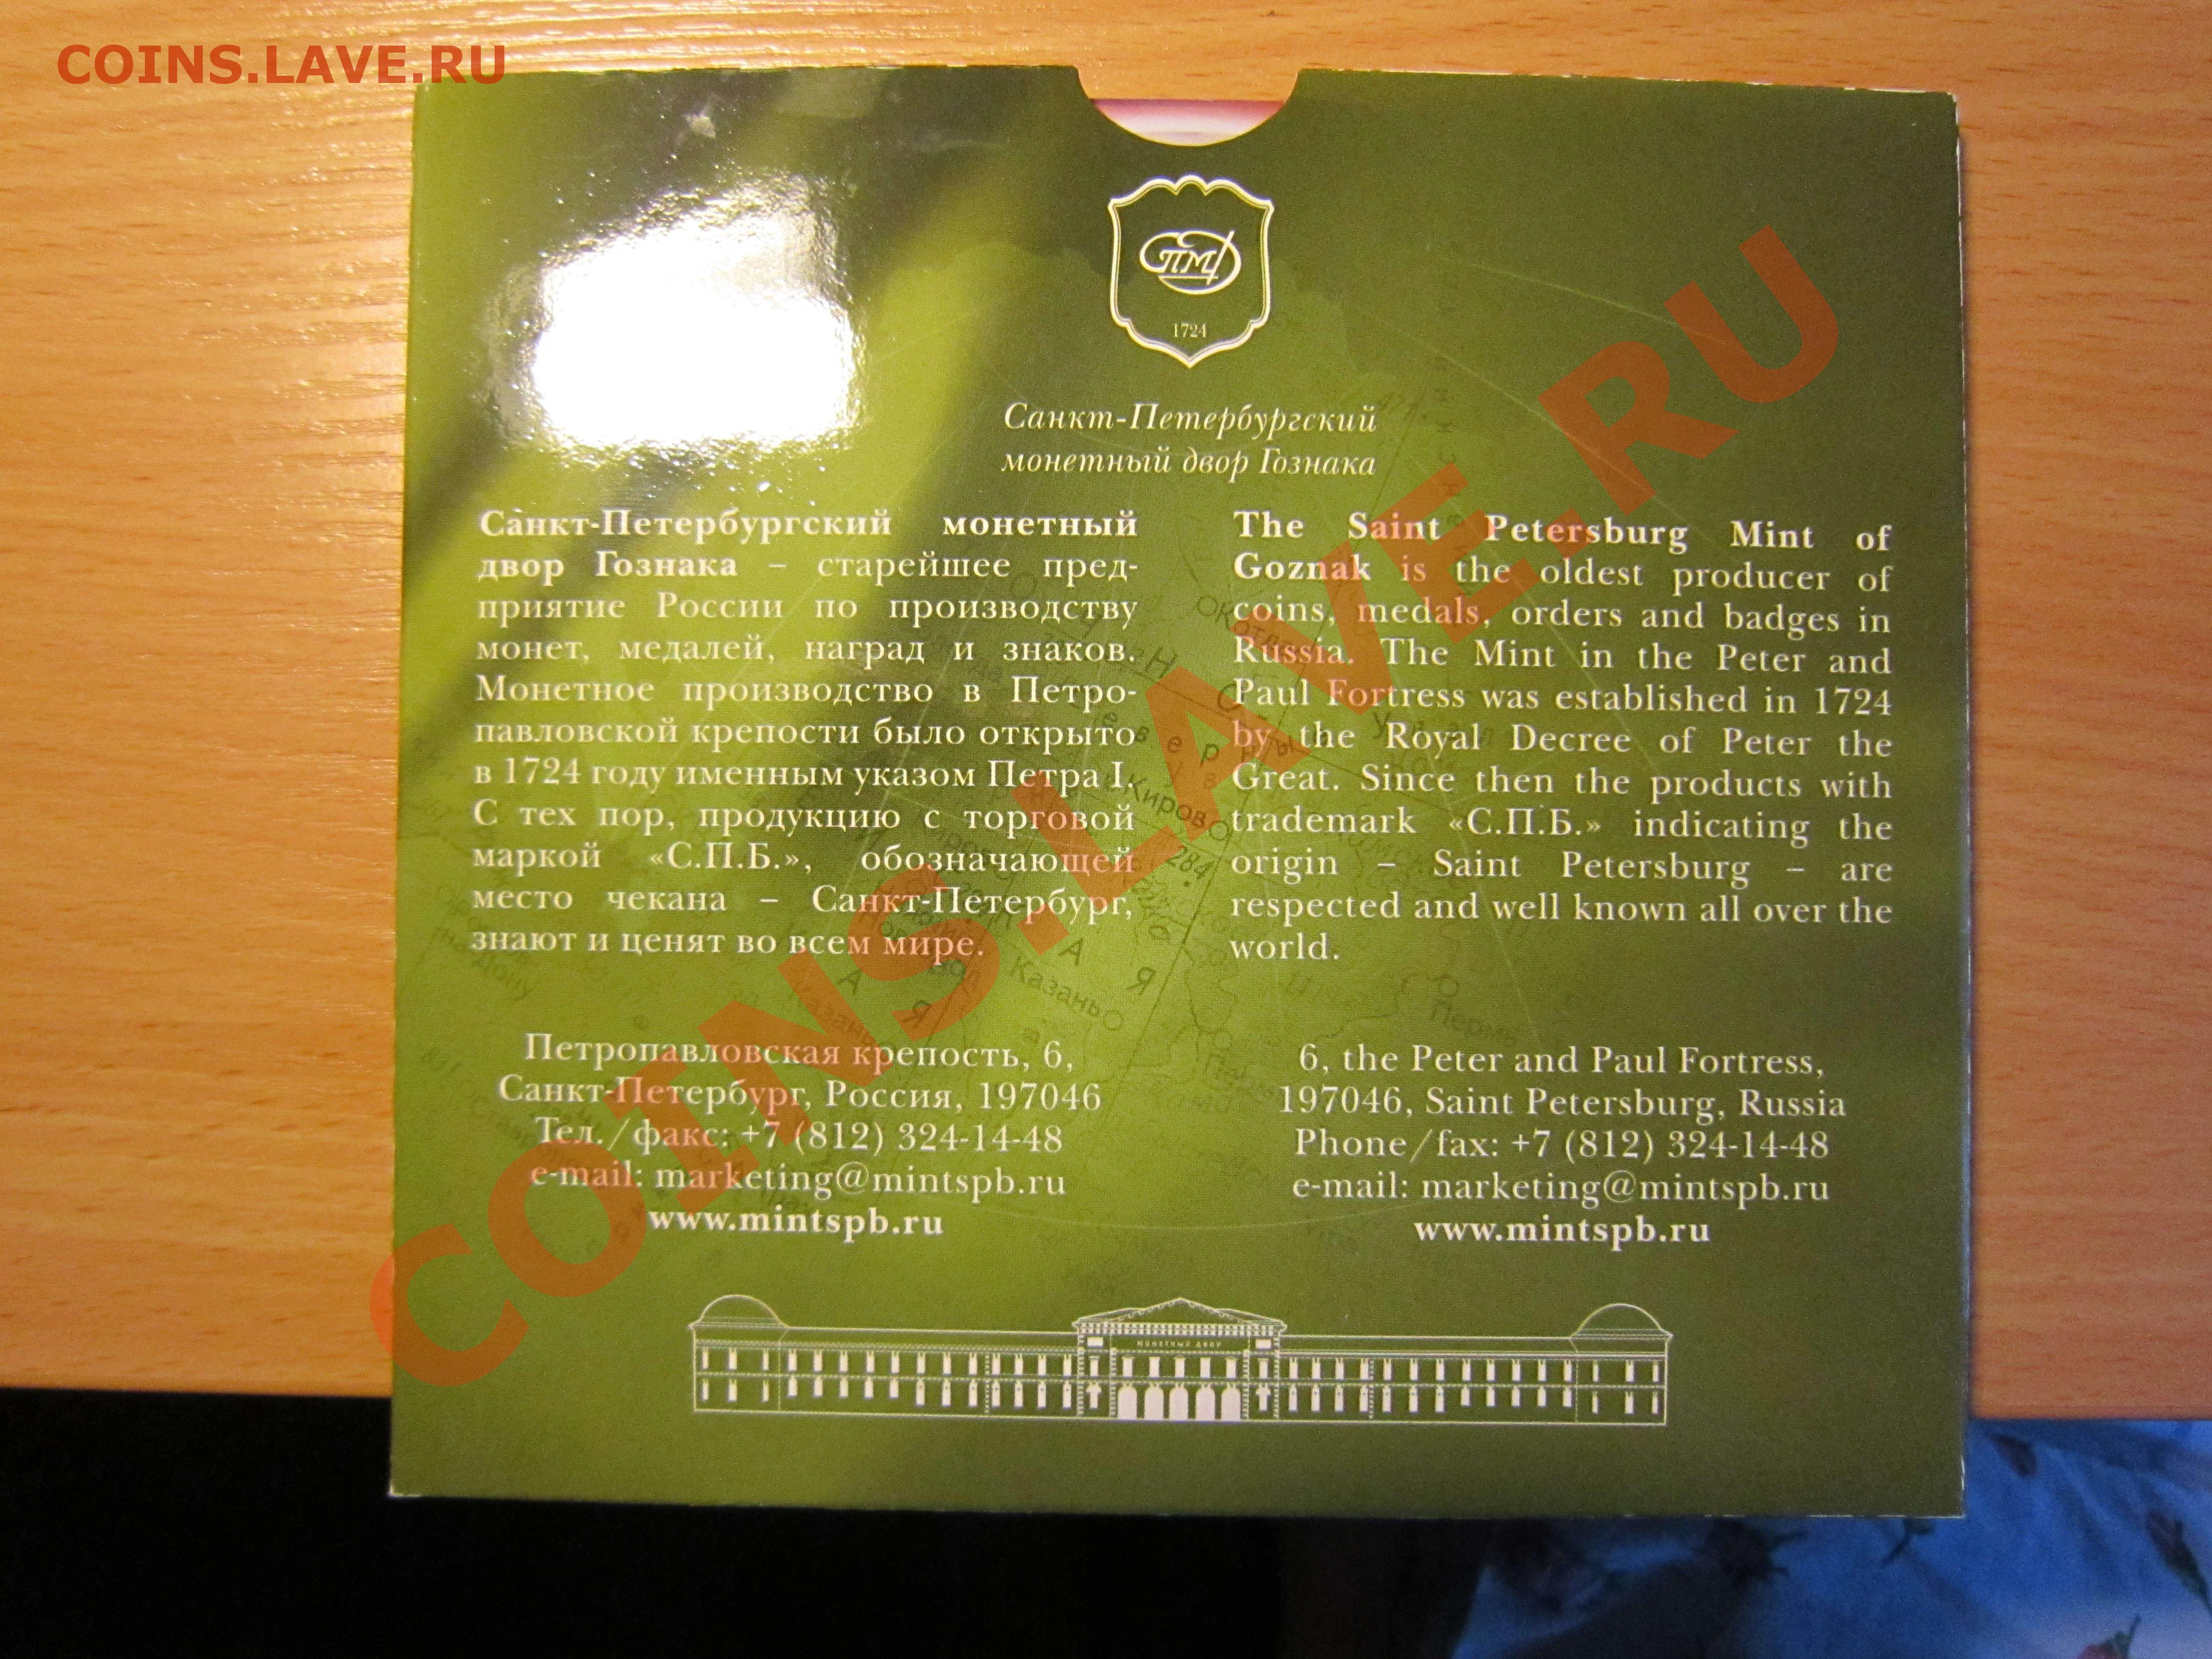 COINS.LAVE.RU
СПМД
1724
Санкт-Петербургский
монетный двор Гознака
Санкт-Петербургский монетный
двор Гознака – старейшее пред-
приятие России по производству
монет, медалей, наград и знаков.
Монетное производство в Петро-
павловской крепости было открыто
в 1724 году именным указом Петра I.
С тех пор, продукцию с торговой
маркой «С.П.Б.», обозначающей
место чекана – Санкт-Петербург,
знают и ценят во всем мире.
Петропавловская крепость, 6,
Санкт-Петербург, Россия, 197046
Тел./факс: +7 (812) 324-14-48
e-mail: marketing@mintspb.ru
www.mintspb.ru
The Saint Petersburg Mint of
Goznak is the oldest producer of
coins, medals, orders and badges in
Russia. The Mint in the Peter and
Paul Fortress was established in 1724
by the Royal Decree of Peter the
Great. Since then the products with
trademark «С.П.Б.» indicating the
origin – Saint Petersburg – are
respected and well known all over the
world.
6, the Peter and Paul Fortress,
197046, Saint Petersburg, Russia
Phone/fax: +7 (812) 324-14-48
e-mail: marketing@mintspb.ru
www.mintspb.ru
Киров
284
Казань
Пермь
МОНЕТНЫЙ ДВОР
COINS.LAVE.RU